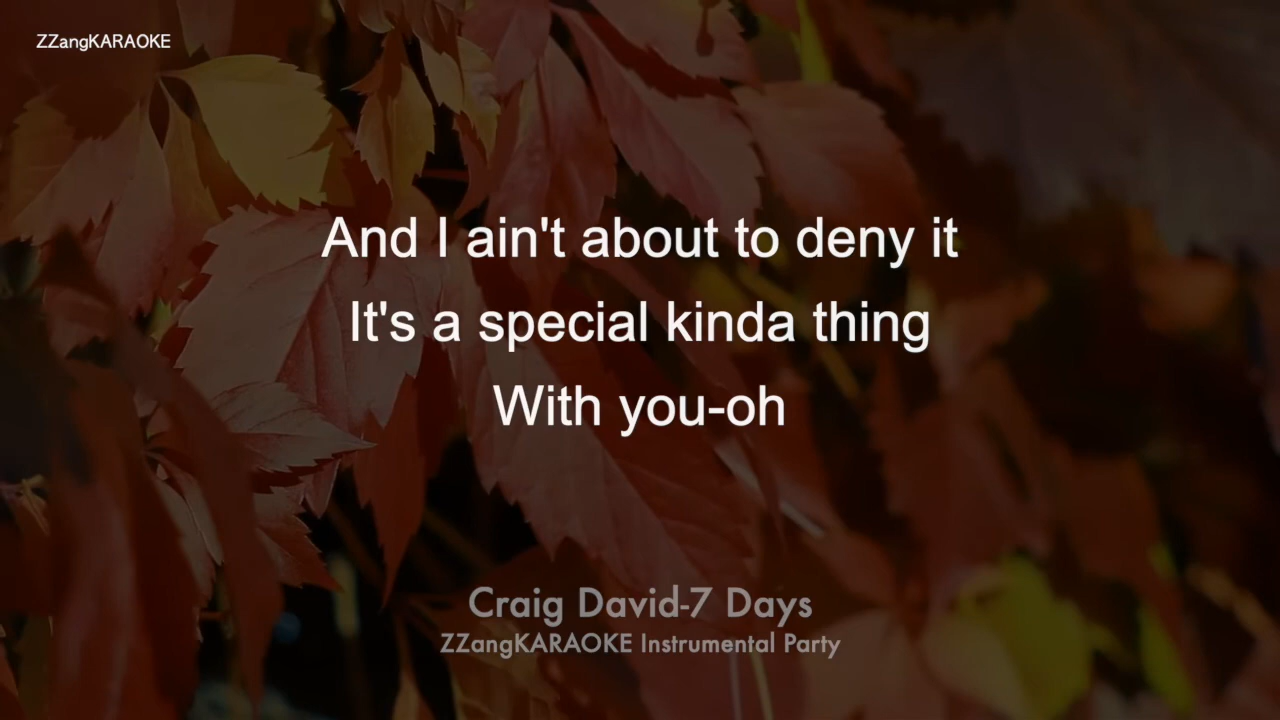 ZZangKARAOKE
And I ain't about to deny it
It's a special kinda thing
With you-oh
Craig David-7 Days
ZZangKARAOKE Instrumental Party